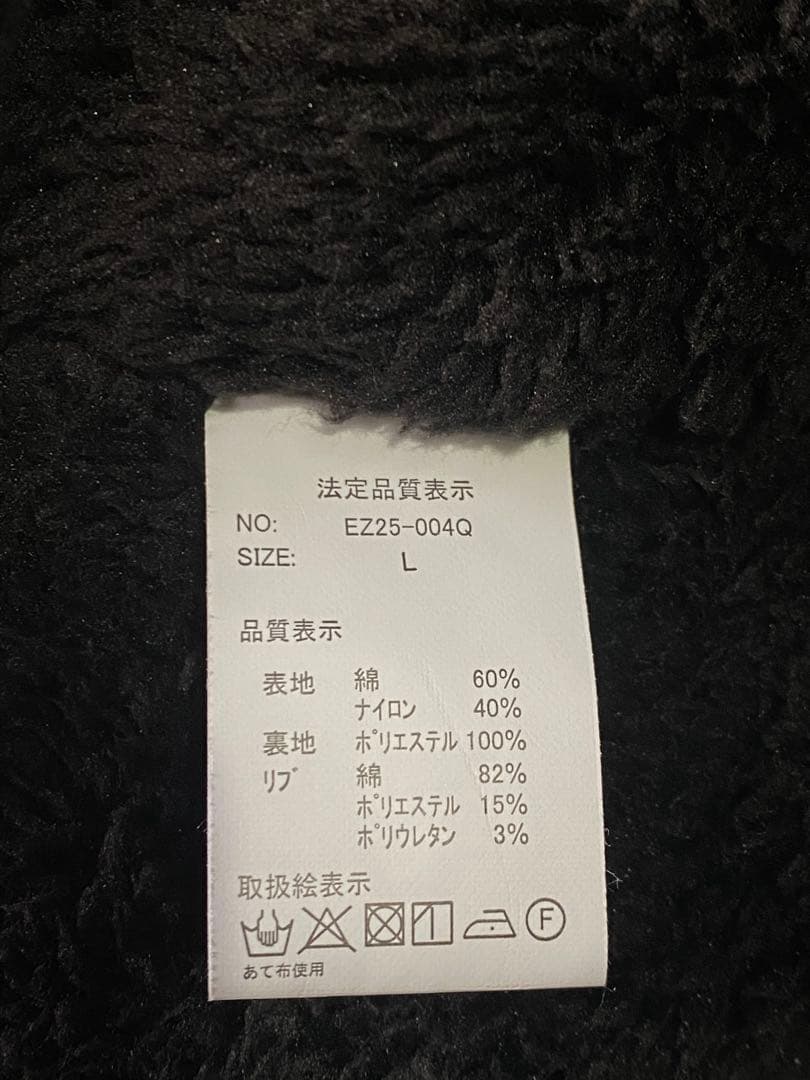 法定品質表示
NO: EZ25-004Q
SIZE: L
品質表示
表地 綿 60%
ナイロン 40%
裏地 ポリエステル 100%
リブ 綿 82%
ポリエステル 15%
ポリウレタン 3%
取扱絵表示
F
あて布使用